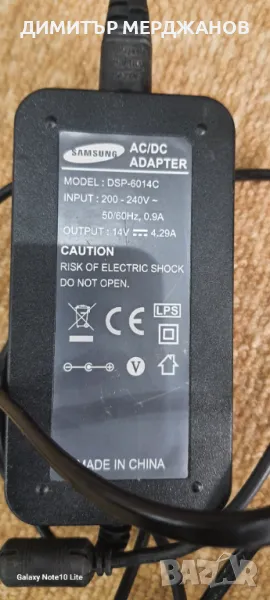 ДИМИТЪР МЕРДЖАНОВ
SAMSUNG
AC/DC
ADAPTER
MODEL : DSP-6014C
INPUT : 200 - 240V ~
50/60Hz, 0.9A
OUTPUT : 14V ⎓ 4.29A
CAUTION
RISK OF ELECTRIC SHOCK
DO NOT OPEN.
CE
LPS
V
MADE IN CHINA
Galaxy Note10 Lite
bazar